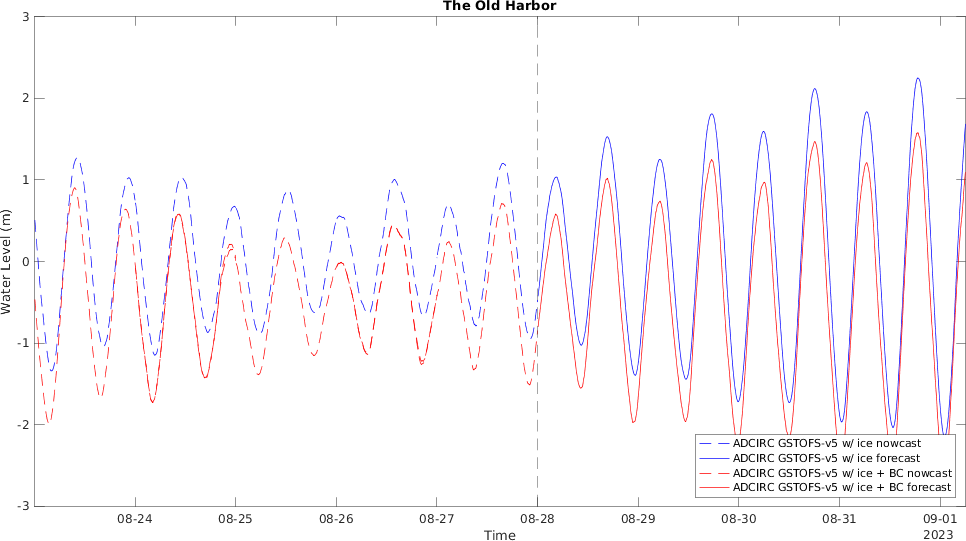 The Old Harbor
3
2
1
0
-1
-2
-3
Water Level (m)
ADCIRC GSTOFS-v5 w/ ice nowcast
ADCIRC GSTOFS-v5 w/ ice forecast
ADCIRC GSTOFS-v5 w/ ice + BC nowcast
ADCIRC GSTOFS-v5 w/ ice + BC forecast
08-24 08-25 08-26 08-27 08-28 08-29 08-30 08-31 09-01
Time 2023